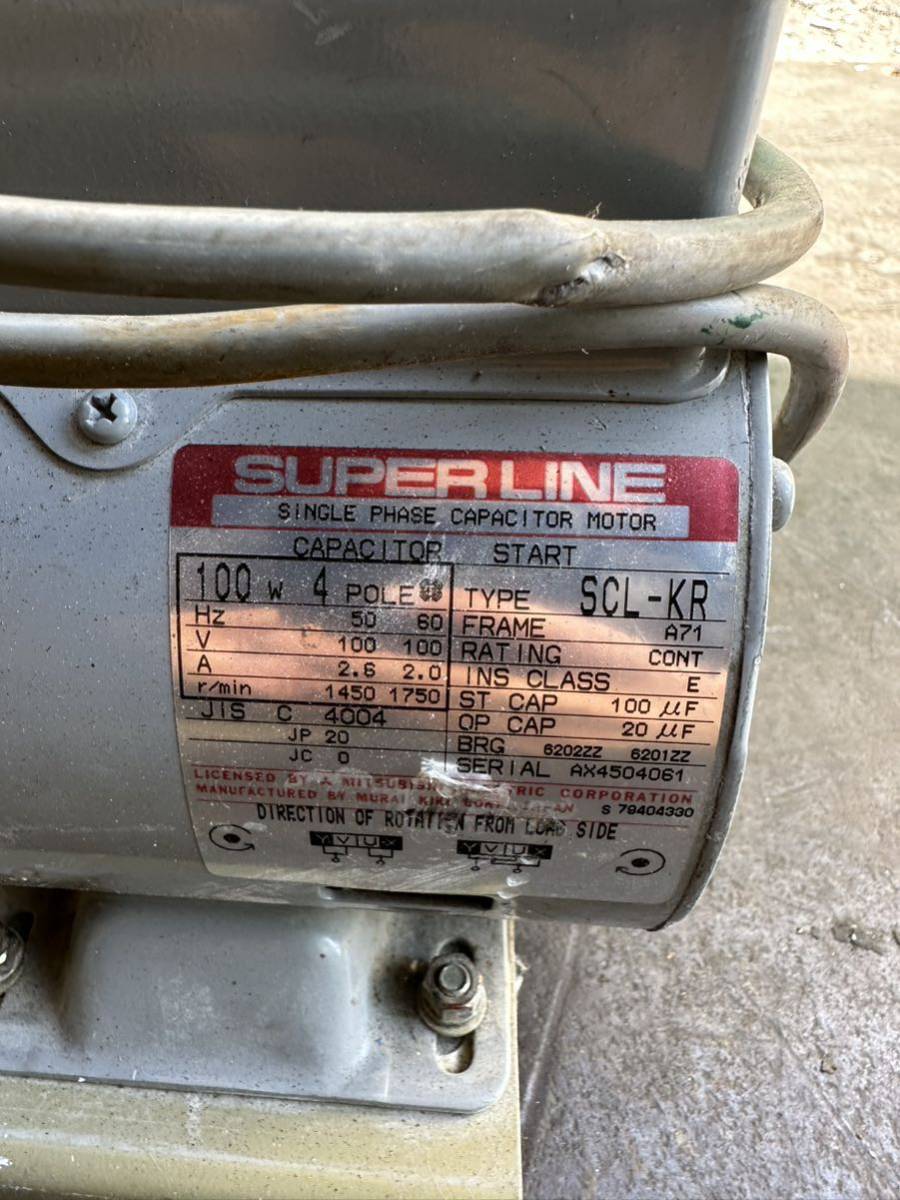 SUPER LINE
SINGLE PHASE CAPACITOR MOTOR
CAPACITOR START
100 W 4 POLE
Hz 50 60
V 100 100
A 2.6 2.0
r/min 1450 1750
JIS C 4004
JP 20
JC 0
TYPE SCL-KR
FRAME A71
RATING CONT
INS CLASS E
ST CAP 100 μF
OP CAP 20 μF
BRG 6202ZZ 6201ZZ
SERIAL AX4504061
LICENSED BY MITSUBISHI ELECTRIC CORPORATION
MANUFACTURED BY MURAI KIKI JAPAN S 79404330
DIRECTION OF ROTATION FROM LOAD SIDE
Y V U X Y V U X